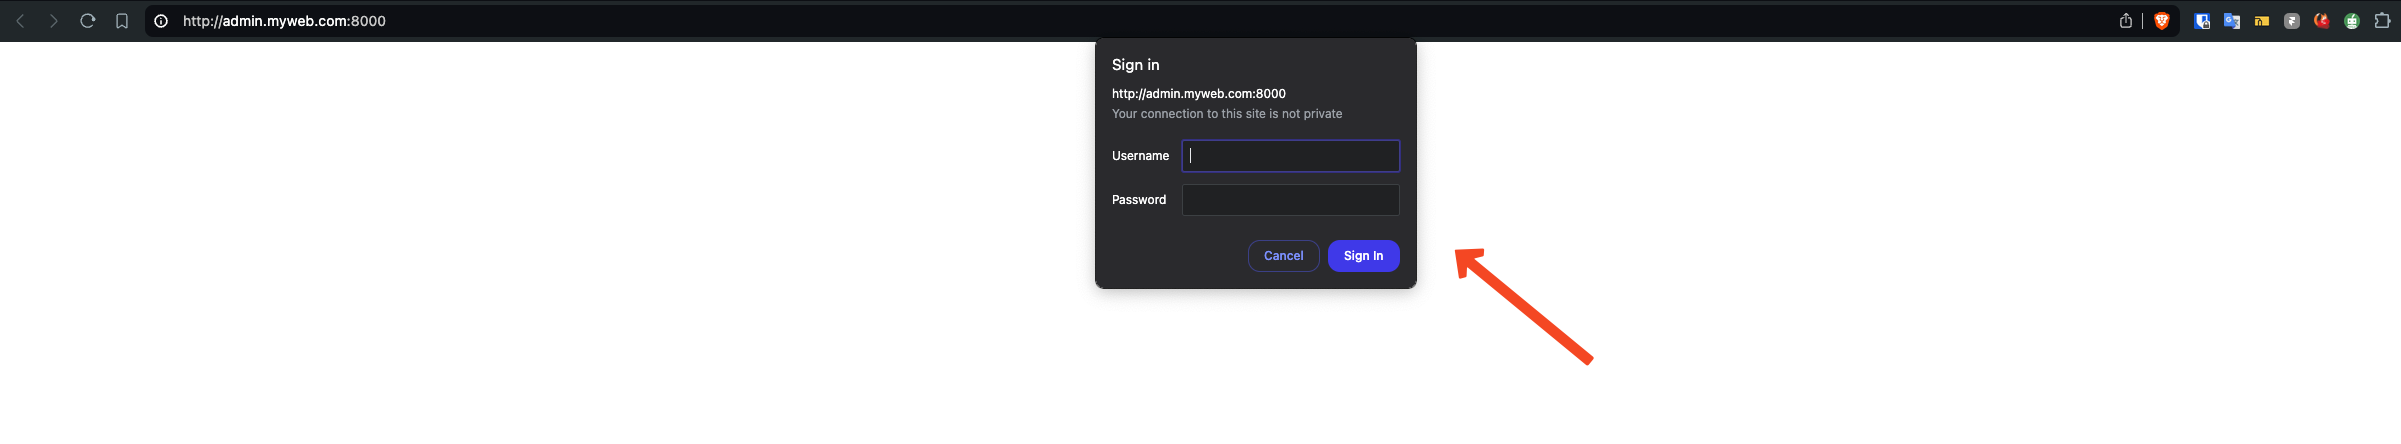 http://admin.myweb.com:8000
Sign in
http://admin.myweb.com:8000
Your connection to this site is not private
Username
Password
Cancel Sign In